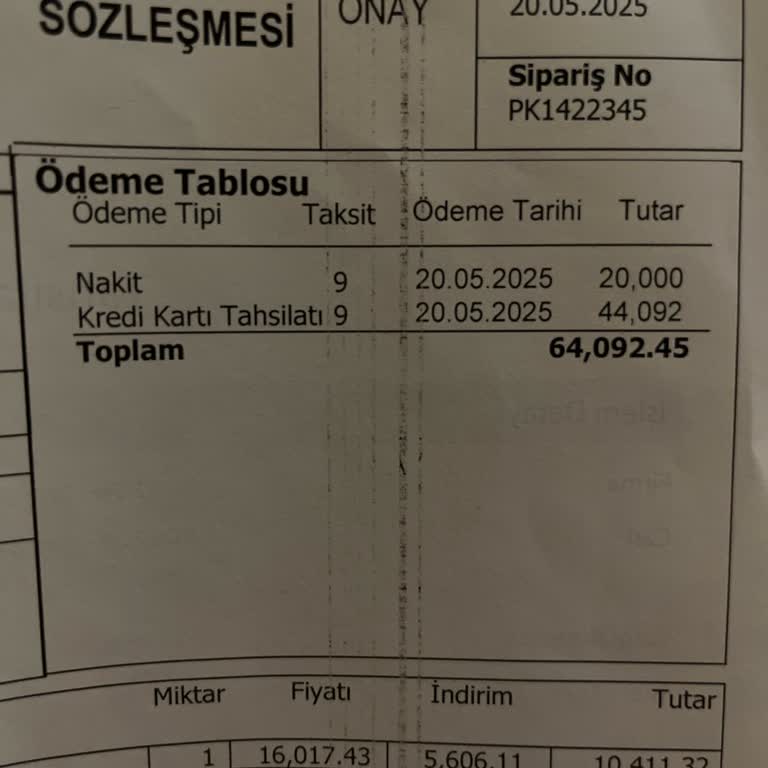 SÖZLEŞMESİ
ONAY
20.05.2025
Sipariş No
PK1422345
Ödeme Tablosu
Ödeme Tipi Taksit Ödeme Tarihi Tutar
Nakit 9 20.05.2025 20,000
Kredi Kartı Tahsilatı 9 20.05.2025 44,092
Toplam 64,092.45
Miktar Fiyatı İndirim Tutar
1 16,017.43 5,606.11 10,411.32